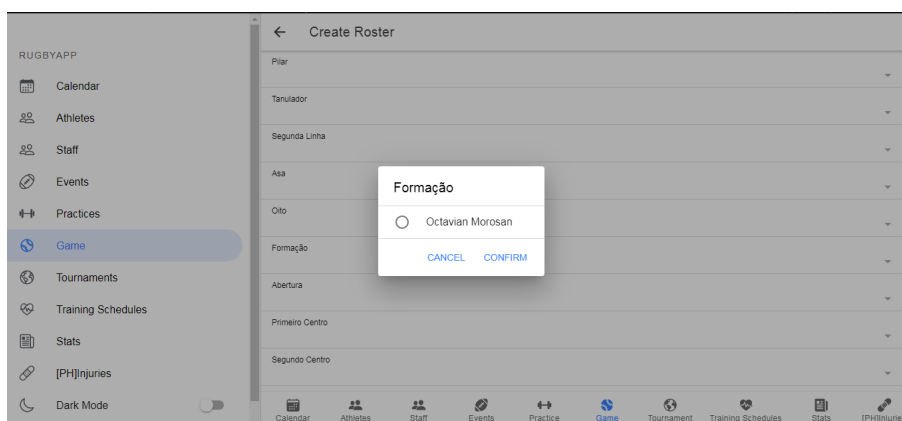 Create Roster
RUGBYAPP
Calendar
Athletes
Staff
Events
Practices
Game
Tournaments
Training Schedules
Stats
[PH]Injuries
Dark Mode
Pilar
Tanulador
Segunda Linha
Asa
Oito
Formação
Abertura
Primeiro Centro
Segundo Centro
Formação
Octavian Morosan
CANCEL CONFIRM
Calendar Athletes Staff Events Practice Game Tournament Training Schedules Stats [PH]Injurie